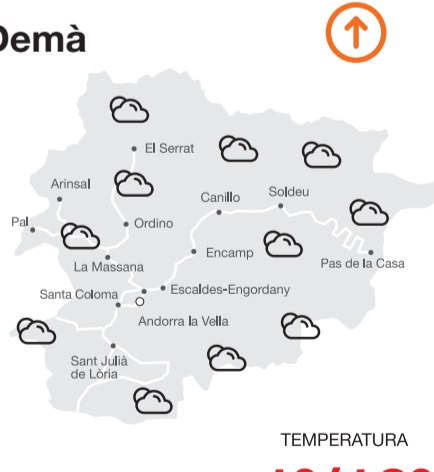 Demà
El Serrat
Arinsal
Canillo
Soldeu
Pal
Ordino
Encamp
La Massana
Pas de la Casa
Santa Coloma
Escaldes-Engordany
Andorra la Vella
Sant Julià
de Lòria
TEMPERATURA